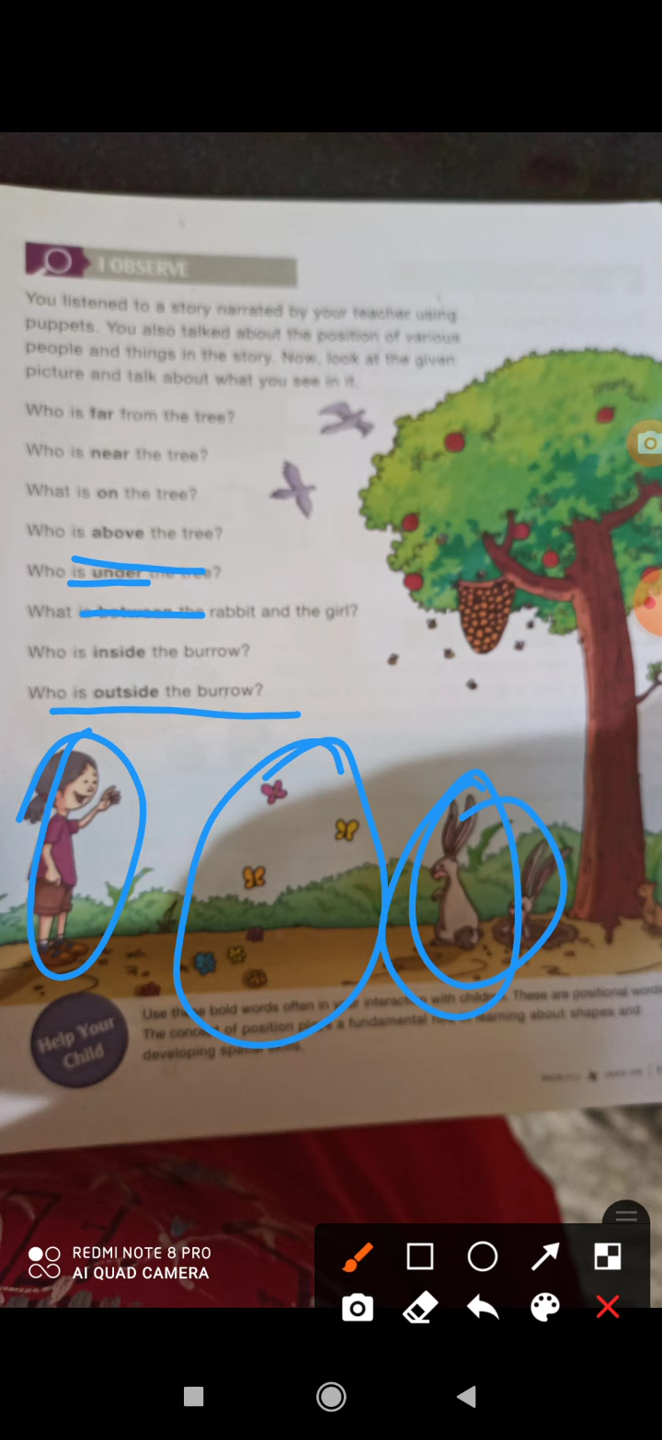 I OBSERVE
You listened to a story narrated by your teacher using
puppets. You also talked about the position of various
people and things in the story. Now, look at the given
picture and talk about what you see in it.
Who is far from the tree?
Who is near the tree?
What is on the tree?
Who is above the tree?
Who is under the tree?
What is between the rabbit and the girl?
Who is inside the burrow?
Who is outside the burrow?
Help Your
Child
Use these bold words often in your interaction with children. These are positional words
The concept of position plays a fundamental role in learning about shapes and
developing spatial skills.
REDMI NOTE 8 PRO
AI QUAD CAMERA